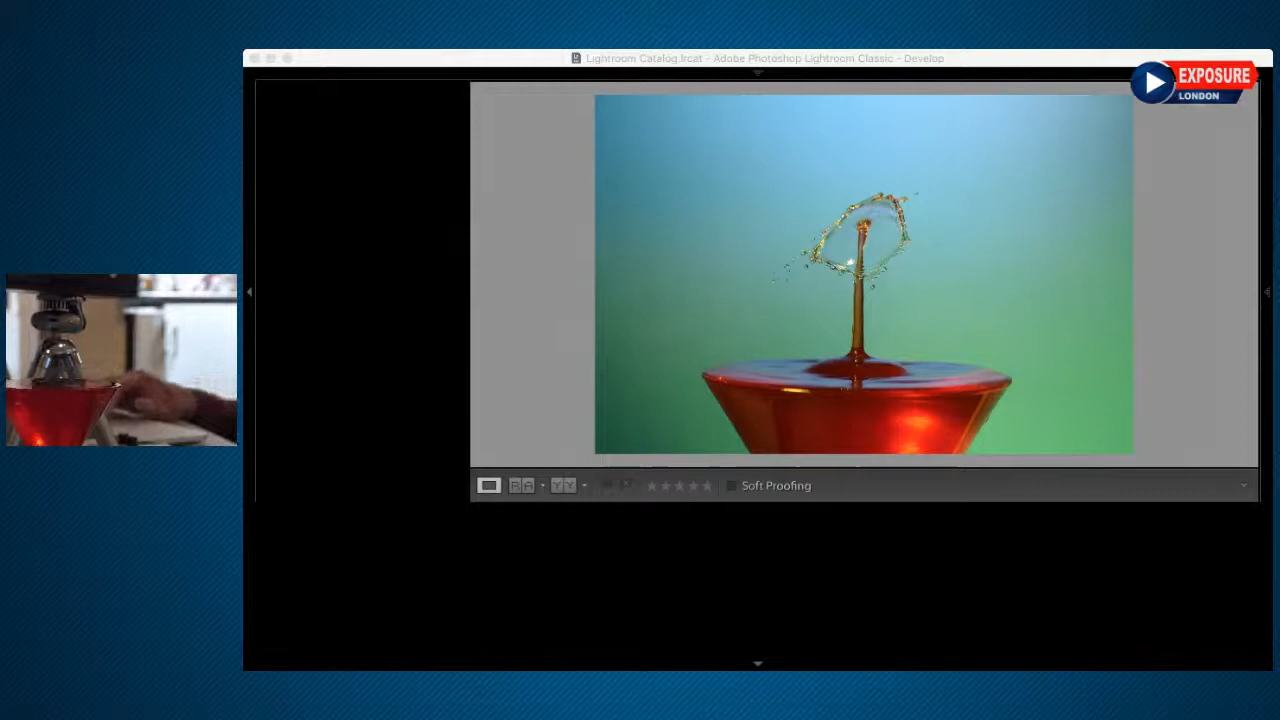 Lightroom Catalog.lrcat - Adobe Photoshop Lightroom Classic - Develop
EXPOSURE
LONDON
R A
Y Y
Soft Proofing